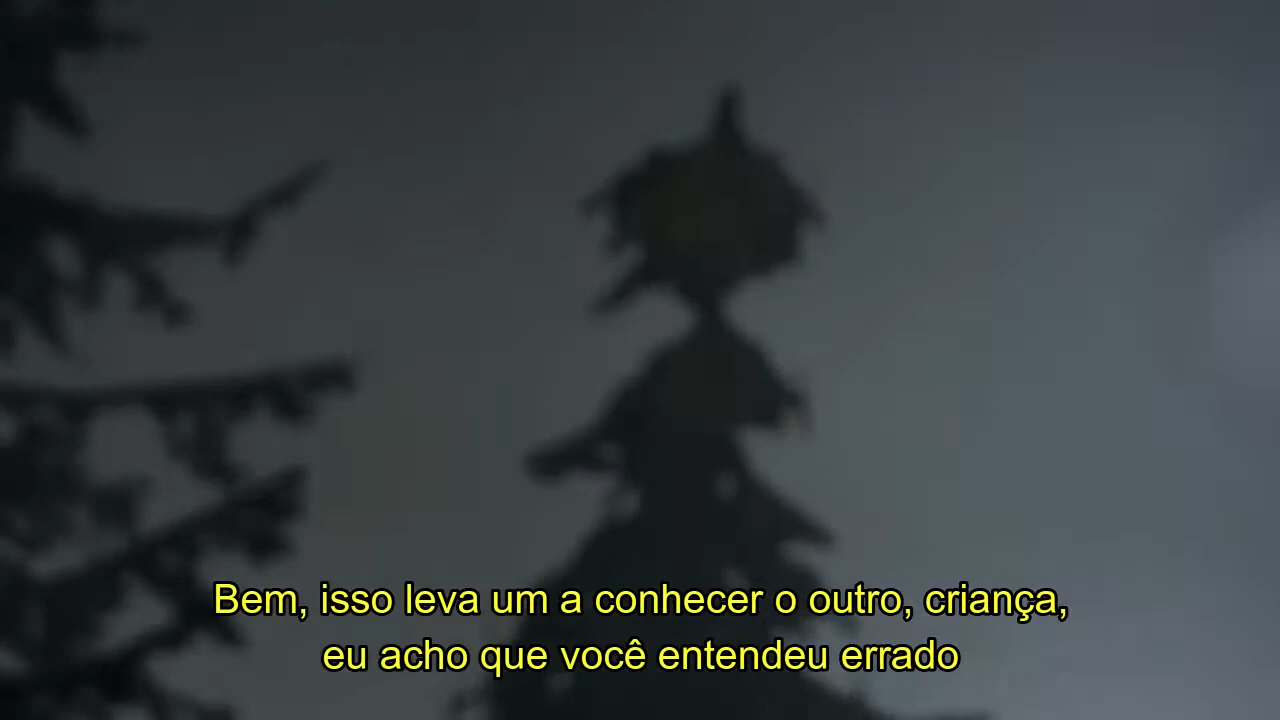 Bem, isso leva um a conhecer o outro, criança,
eu acho que você entendeu errado